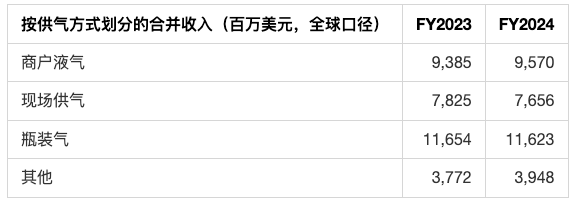 按供气方式划分的合并收入（百万美元，全球口径） FY2023 FY2024
商户液气 9,385 9,570
现场供气 7,825 7,656
瓶装气 11,654 11,623
其他 3,772 3,948